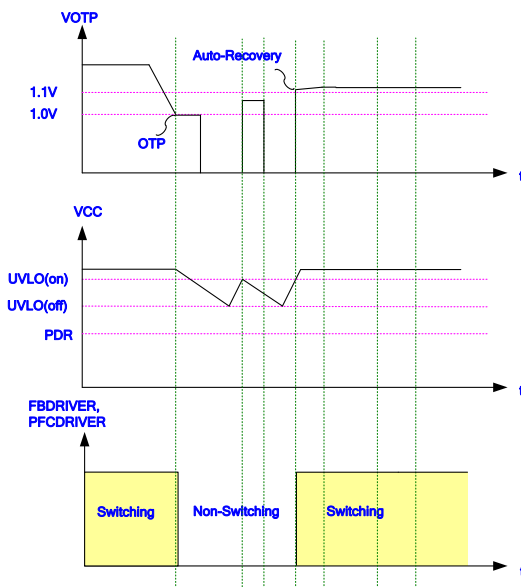 VOTP
Auto-Recovery
1.1V
1.0V
OTP
t
VCC
UVLO(on)
UVLO(off)
PDR
t
FBDRIVER,
PFCDRIVER
Switching
Non-Switching
Switching
t